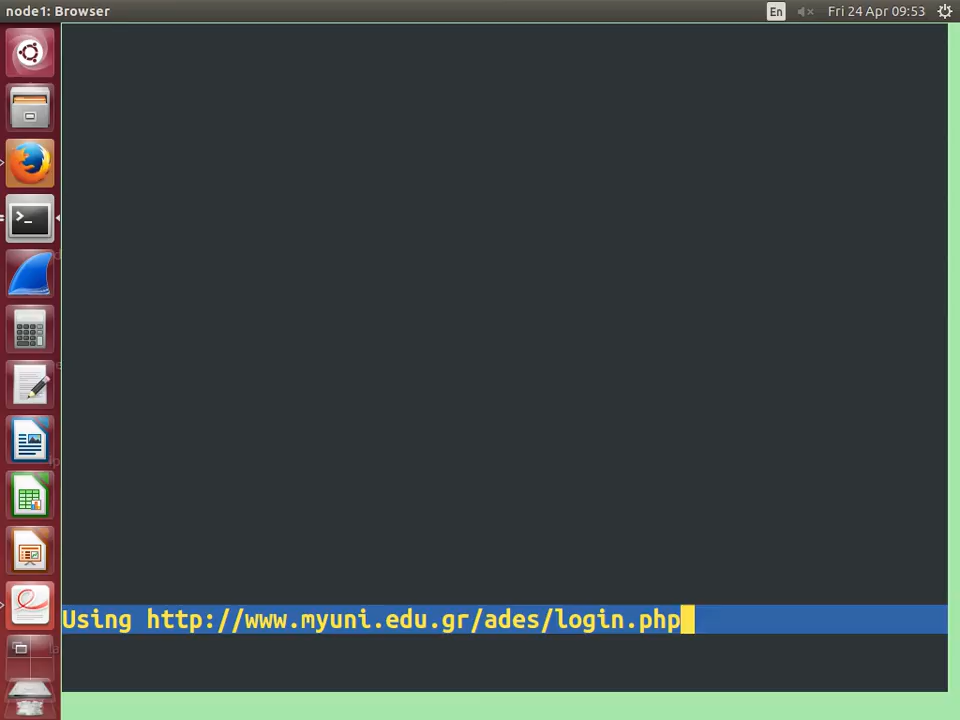 node1: Browser
En
Fri 24 Apr 09:53
Using http://www.myuni.edu.gr/ades/login.php